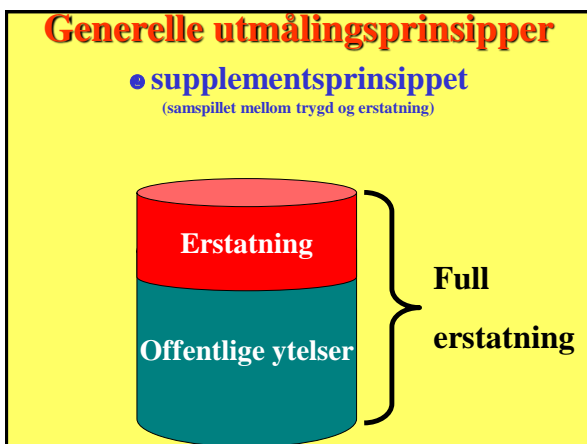 Generelle utmålingsprinsipper
supplementsprinsippet
(samspillet mellom trygd og erstatning)
Erstatning
Offentlige ytelser
Full
erstatning